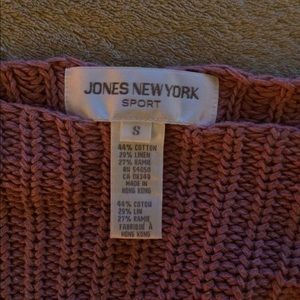 JONES NEW YORK
SPORT
S
44% COTTON
29% LINEN
27% RAMIE
RN 54050
CA 08349
MADE IN
HONG KONG
44% COTON
29% LIN
27% RAMIE
FABRIQUÉ À
HONG KONG